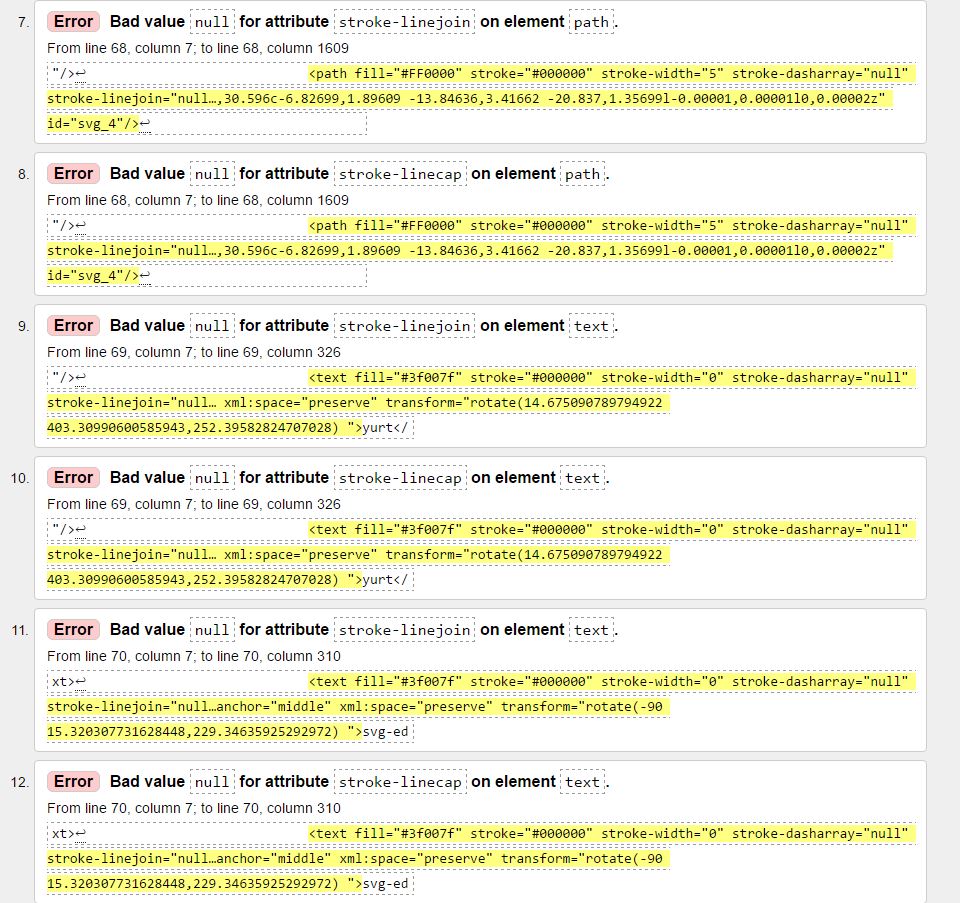 7. Error Bad value null for attribute stroke-linejoin on element path.
From line 68, column 7; to line 68, column 1609
"/>↩ <path fill="#FF0000" stroke="#000000" stroke-width="5" stroke-dasharray="null"
stroke-linejoin="null…,30.596c-6.82699,1.89609 -13.84636,3.41662 -20.837,1.35699l-0.00001,0.00001l0,0.00002z"
id="svg_4"/>↩
8. Error Bad value null for attribute stroke-linecap on element path.
From line 68, column 7; to line 68, column 1609
"/>↩ <path fill="#FF0000" stroke="#000000" stroke-width="5" stroke-dasharray="null"
stroke-linejoin="null…,30.596c-6.82699,1.89609 -13.84636,3.41662 -20.837,1.35699l-0.00001,0.00001l0,0.00002z"
id="svg_4"/>↩
9. Error Bad value null for attribute stroke-linejoin on element text.
From line 69, column 7; to line 69, column 326
"/>↩ <text fill="#3f007f" stroke="#000000" stroke-width="0" stroke-dasharray="null"
stroke-linejoin="null… xml:space="preserve" transform="rotate(14.675090789794922
403.30990600585943,252.39582824707028) ">yurt</
10. Error Bad value null for attribute stroke-linecap on element text.
From line 69, column 7; to line 69, column 326
"/>↩ <text fill="#3f007f" stroke="#000000" stroke-width="0" stroke-dasharray="null"
stroke-linejoin="null… xml:space="preserve" transform="rotate(14.675090789794922
403.30990600585943,252.39582824707028) ">yurt</
11. Error Bad value null for attribute stroke-linejoin on element text.
From line 70, column 7; to line 70, column 310
xt>↩ <text fill="#3f007f" stroke="#000000" stroke-width="0" stroke-dasharray="null"
stroke-linejoin="null…anchor="middle" xml:space="preserve" transform="rotate(-90
15.320307731628448,229.34635925292972) ">svg-ed
12. Error Bad value null for attribute stroke-linecap on element text.
From line 70, column 7; to line 70, column 310
xt>↩ <text fill="#3f007f" stroke="#000000" stroke-width="0" stroke-dasharray="null"
stroke-linejoin="null…anchor="middle" xml:space="preserve" transform="rotate(-90
15.320307731628448,229.34635925292972) ">svg-ed